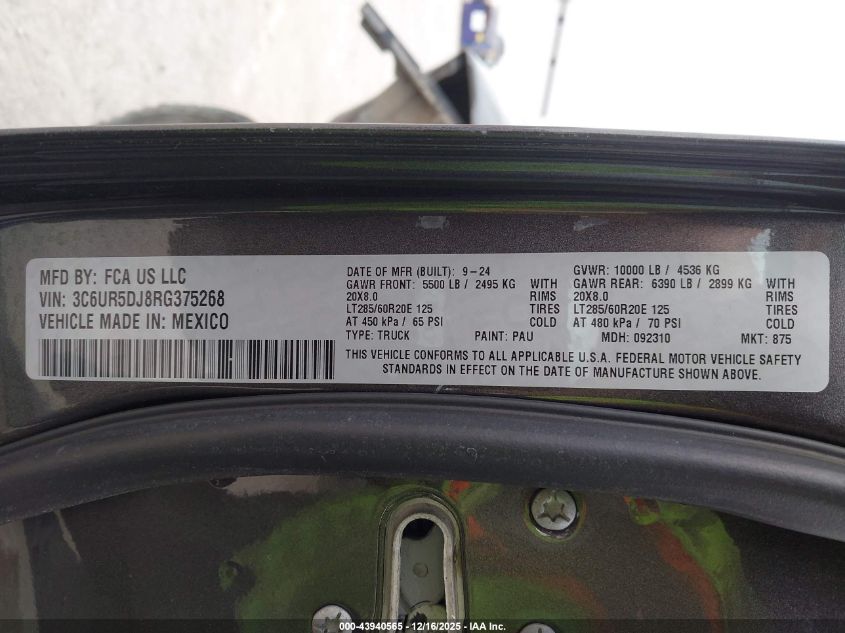 MFD BY: FCA US LLC
VIN: 3C6UR5DJ8RG375268
VEHICLE MADE IN: MEXICO
DATE OF MFR (BUILT): 9-24
GAWR FRONT: 5500 LB / 2495 KG WITH
20X8.0 RIMS
LT285/60R20E 125 TIRES
AT 450 kPa / 65 PSI COLD
TYPE: TRUCK PAINT: PAU
GVWR: 10000 LB / 4536 KG
GAWR REAR: 6390 LB / 2899 KG WITH
20X8.0 RIMS
LT285/60R20E 125 TIRES
AT 480 kPa / 70 PSI COLD
MDH: 092310 MKT: 875
THIS VEHICLE CONFORMS TO ALL APPLICABLE U.S.A. FEDERAL MOTOR VEHICLE SAFETY
STANDARDS IN EFFECT ON THE DATE OF MANUFACTURE SHOWN ABOVE.
000-43940565 - 12/16/2025 - IAA Inc.